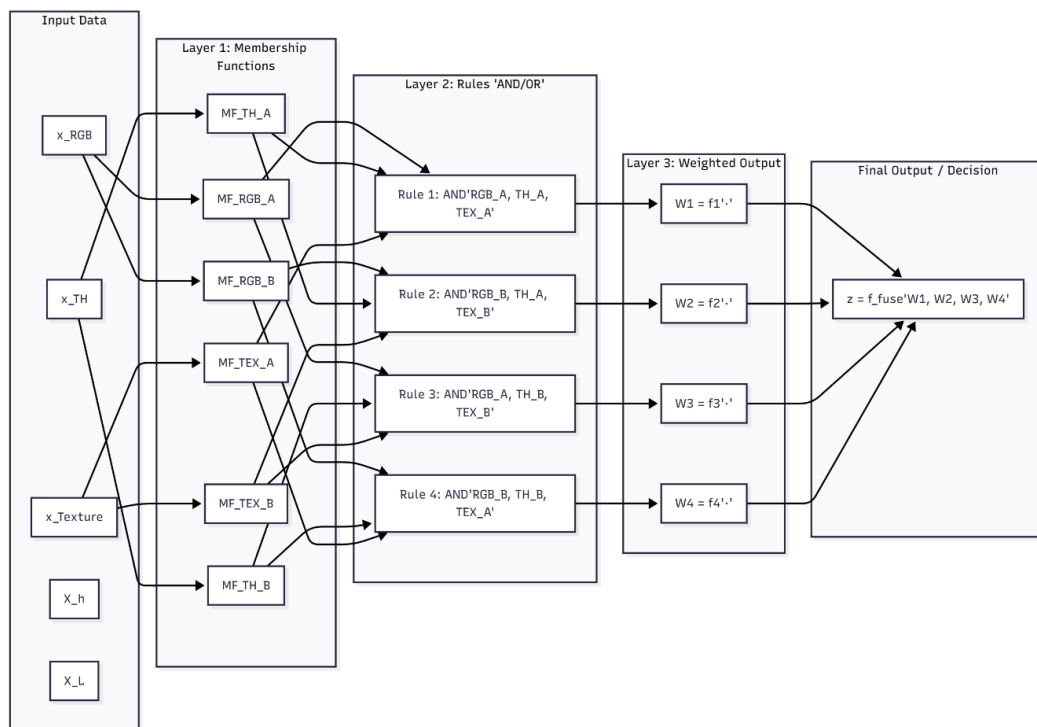 Input Data
x_RGB
x_TH
x_Texture
X_h
X_L
Layer 1: Membership
Functions
MF_TH_A
MF_RGB_A
MF_RGB_B
MF_TEX_A
MF_TEX_B
MF_TH_B
Layer 2: Rules 'AND/OR'
Rule 1: AND'RGB_A, TH_A,
TEX_A'
Rule 2: AND'RGB_B, TH_A,
TEX_B'
Rule 3: AND'RGB_A, TH_B,
TEX_B'
Rule 4: AND'RGB_B, TH_B,
TEX_A'
Layer 3: Weighted Output
W1 = f1'·'
W2 = f2'·'
W3 = f3'·'
W4 = f4'·'
Final Output / Decision
z = f_fuse'W1, W2, W3, W4'